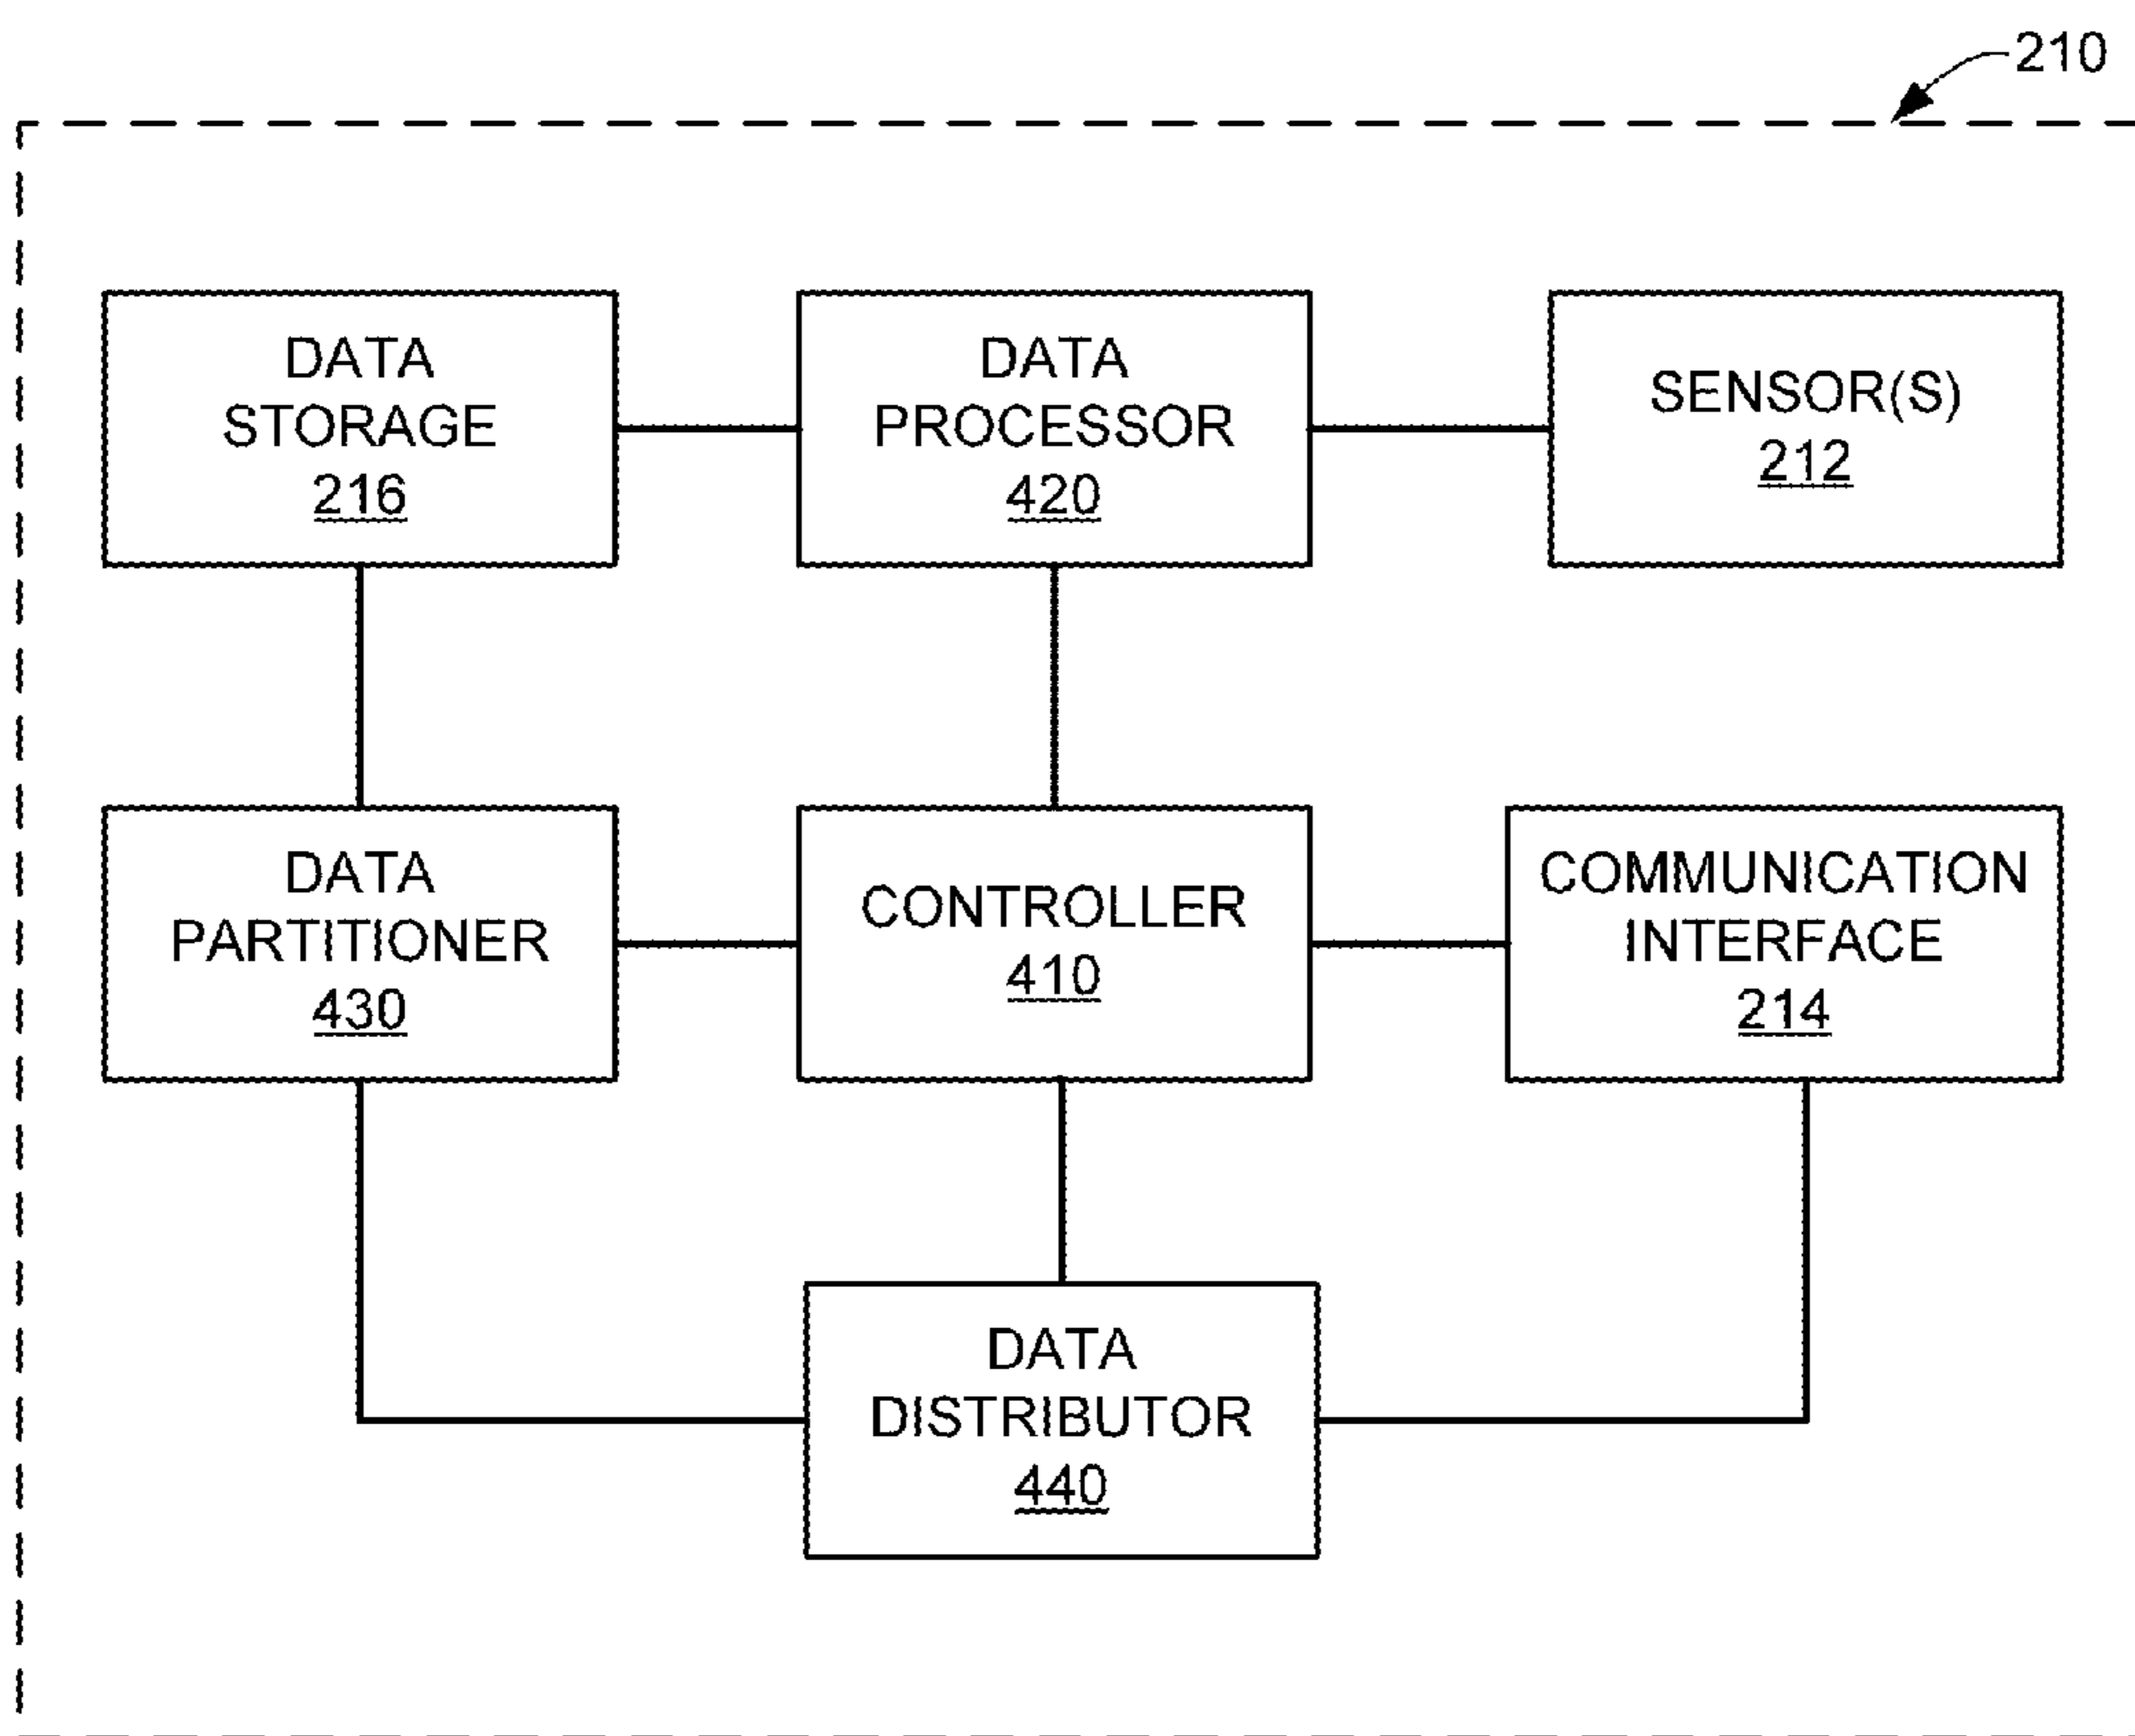 210
DATA
STORAGE
216
DATA
PROCESSOR
420
SENSOR(S)
212
DATA
PARTITIONER
430
CONTROLLER
410
COMMUNICATION
INTERFACE
214
DATA
DISTRIBUTOR
440